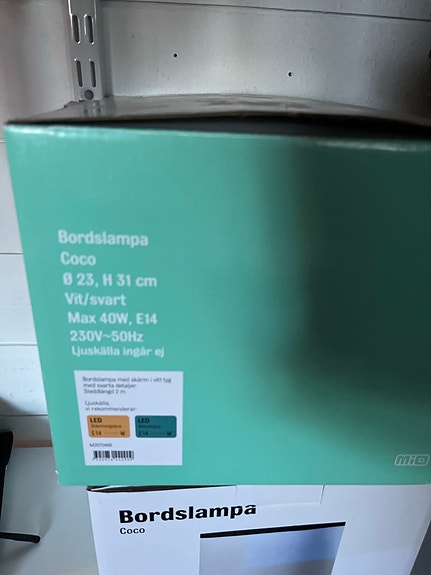 Bordslampa
Coco
Ø 23, H 31 cm
Vit/svart
Max 40W, E14
230V~50Hz
Ljuskälla ingår ej
Bordslampa med skärm i vitt tyg
med svarta detaljer.
Sladdlängd 2 m.
Ljuskälla,
vi rekommenderar:
LED
E14 W
LED
E14 W
mio
Bordslampa
Coco